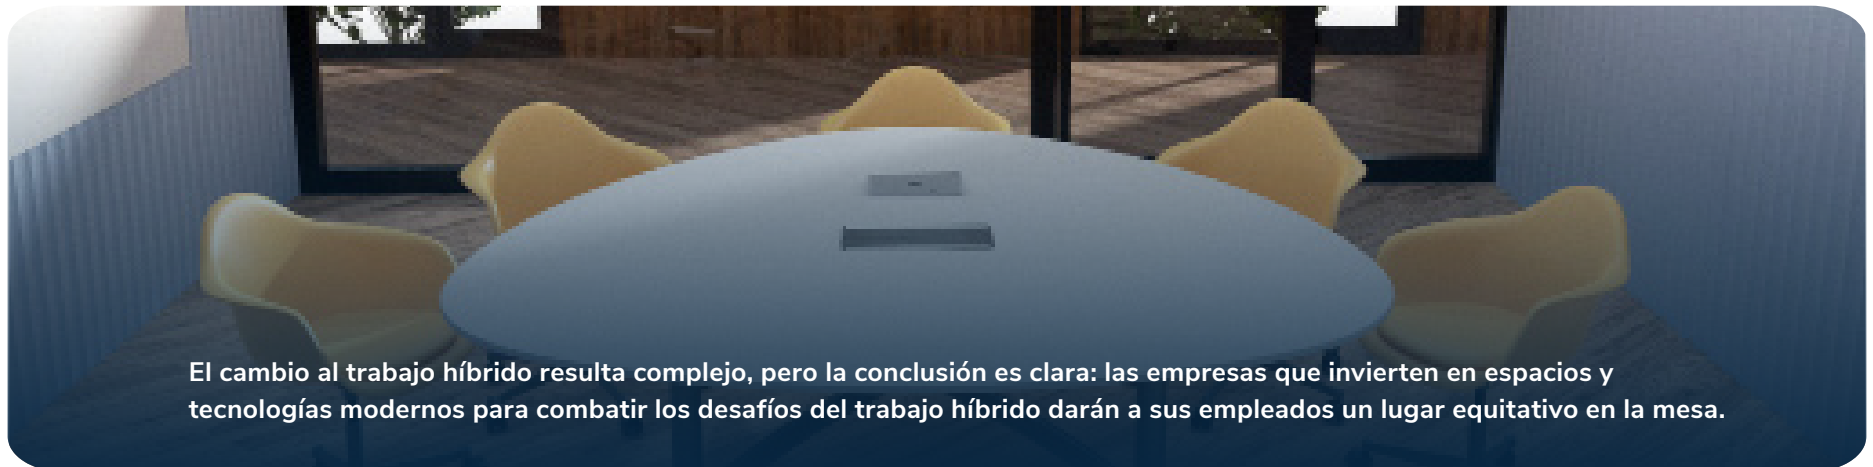 El cambio al trabajo híbrido resulta complejo, pero la conclusión es clara: las empresas que invierten en espacios y
tecnologías modernos para combatir los desafíos del trabajo híbrido darán a sus empleados un lugar equitativo en la mesa.